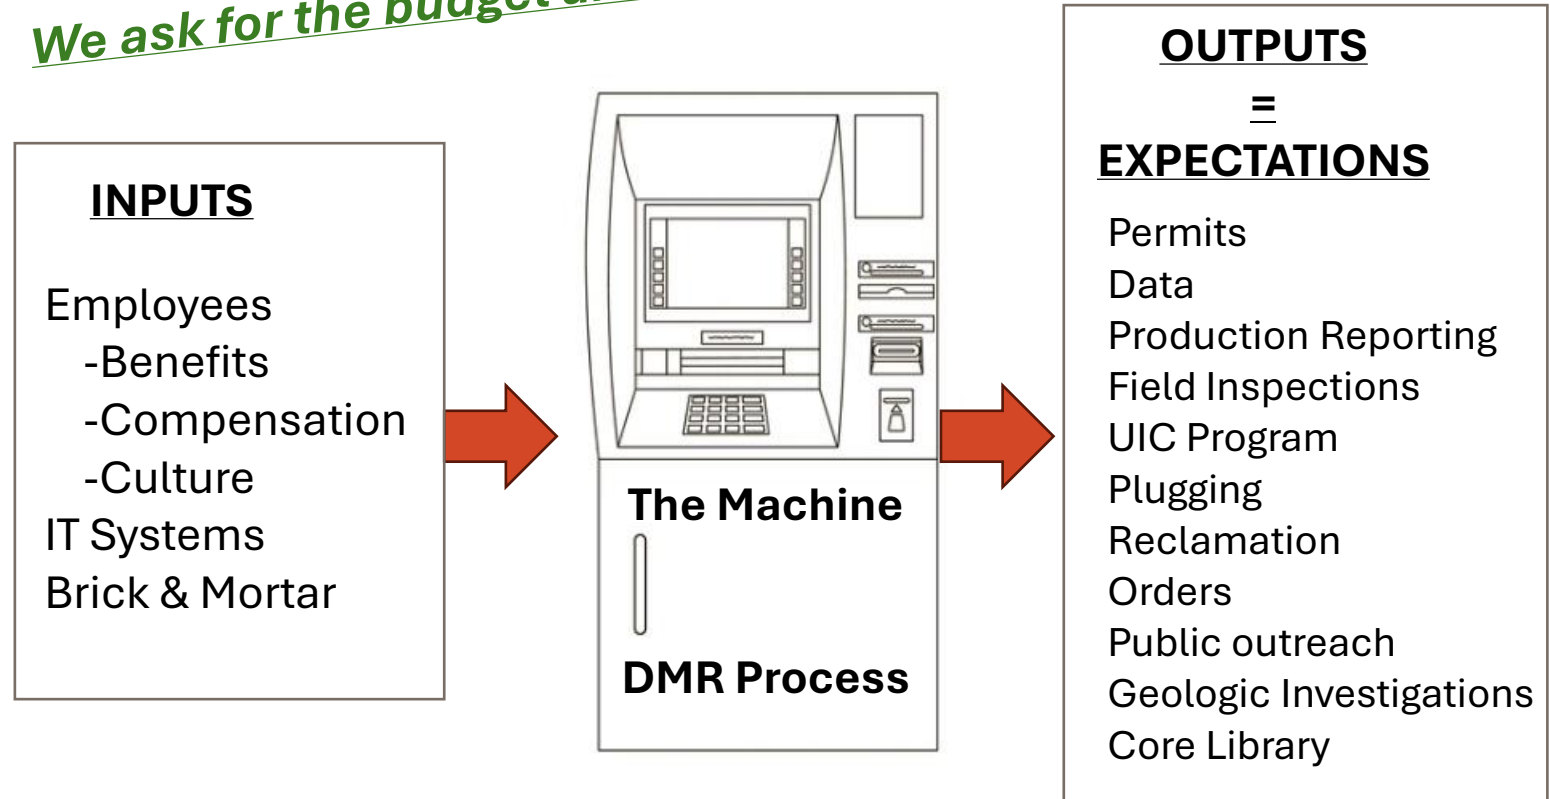 We ask for the budget
INPUTS
Employees
-Benefits
-Compensation
-Culture
IT Systems
Brick & Mortar
The Machine
DMR Process
OUTPUTS
=
EXPECTATIONS
Permits
Data
Production Reporting
Field Inspections
UIC Program
Plugging
Reclamation
Orders
Public outreach
Geologic Investigations
Core Library